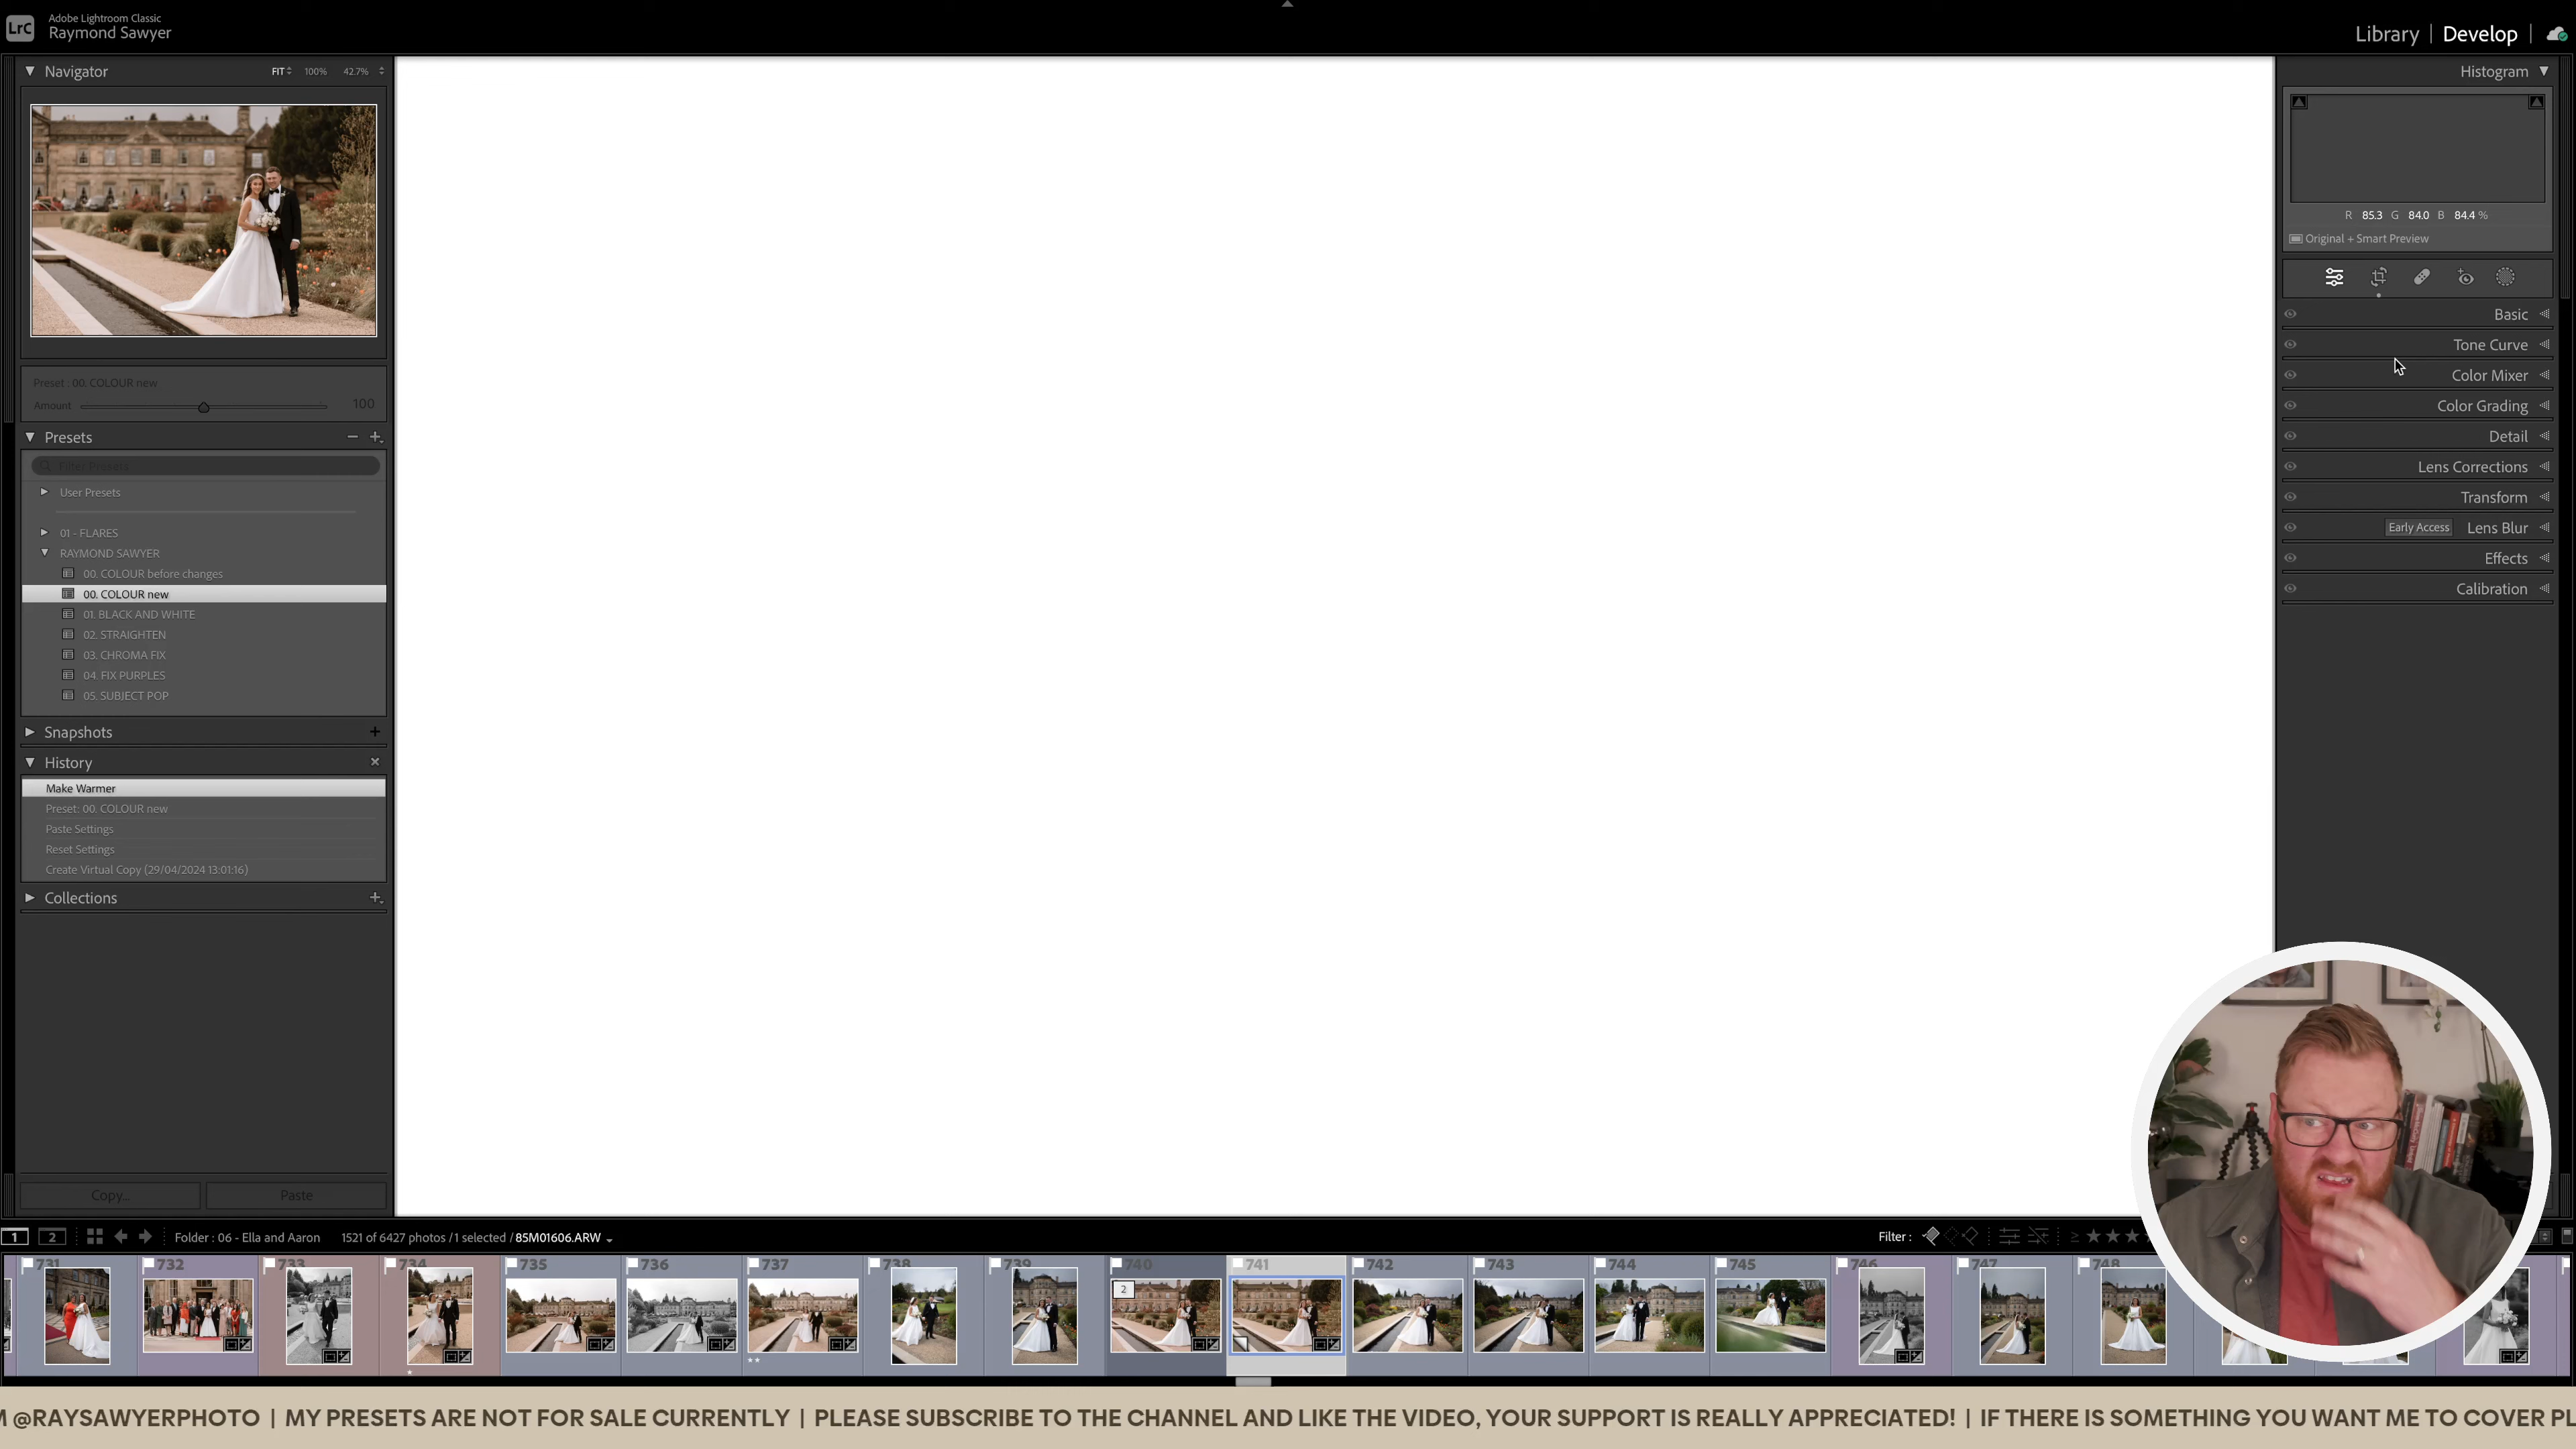 LrC
Adobe Lightroom Classic
Raymond Sawyer
Library | Develop |
Navigator
FIT 100% 42.7%
Histogram
R 85.3 G 84.0 B 84.4 %
Original + Smart Preview
Basic
Tone Curve
Color Mixer
Color Grading
Detail
Lens Corrections
Transform
Early Access Lens Blur
Effects
Calibration
Preset : 00. COLOUR new
Amount 100
Presets
Filter Presets
User Presets
01 - FLARES
RAYMOND SAWYER
00. COLOUR before changes
00. COLOUR new
01. BLACK AND WHITE
02. STRAIGHTEN
03. CHROMA FIX
04. FIX PURPLES
05. SUBJECT POP
Snapshots
History
Make Warmer
Preset: 00. COLOUR new
Paste Settings
Reset Settings
Create Virtual Copy (29/04/2024 13:01:16)
Collections
Copy... Paste
1 2 Folder : 06 - Ella and Aaron 1521 of 6427 photos / 1 selected / 85M01606.ARW Filter :
731 732 733 734 735 736 737 738 739 740 741 742 743 744 745 746 747 748
2
M @RAYSAWYERPHOTO | MY PRESETS ARE NOT FOR SALE CURRENTLY | PLEASE SUBSCRIBE TO THE CHANNEL AND LIKE THE VIDEO, YOUR SUPPORT IS REALLY APPRECIATED! | IF THERE IS SOMETHING YOU WANT ME TO COVER PL